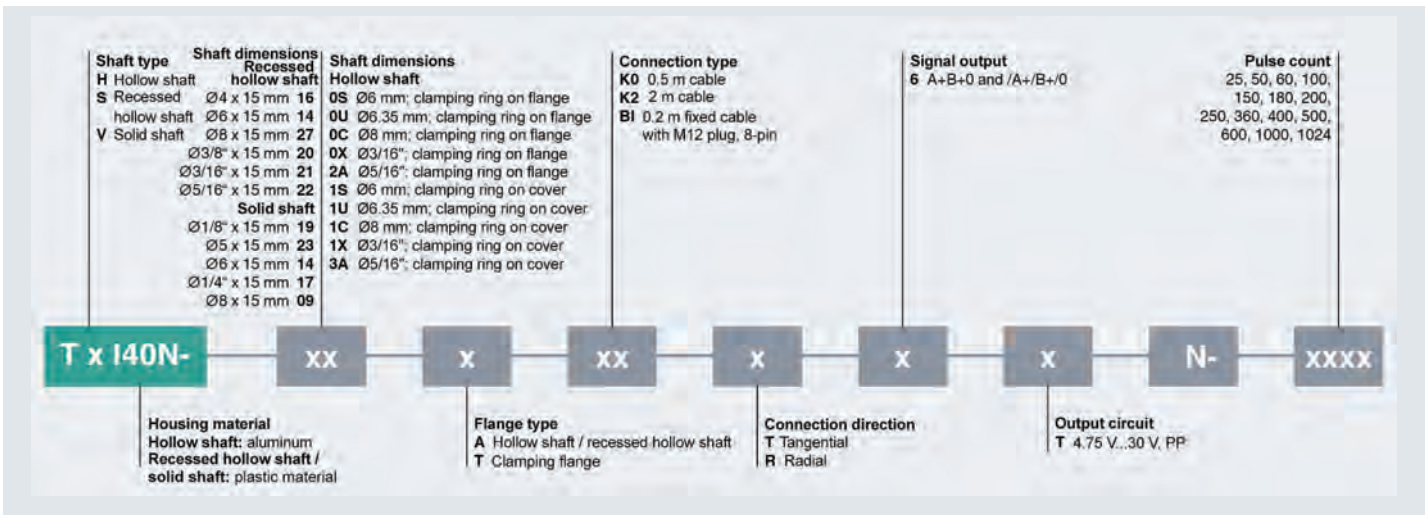 Shaft type
H Hollow shaft
S Recessed
hollow shaft
V Solid shaft
Shaft dimensions
Recessed
hollow shaft
Ø4 x 15 mm 16
Ø6 x 15 mm 14
Ø8 x 15 mm 27
Ø3/8“ x 15 mm 20
Ø3/16“ x 15 mm 21
Ø5/16“ x 15 mm 22
Solid shaft
Ø1/8“ x 15 mm 19
Ø5 x 15 mm 23
Ø6 x 15 mm 14
Ø1/4“ x 15 mm 17
Ø8 x 15 mm 09
Shaft dimensions
Hollow shaft
0S Ø6 mm; clamping ring on flange
0U Ø6.35 mm; clamping ring on flange
0C Ø8 mm; clamping ring on flange
0X Ø3/16"; clamping ring on flange
2A Ø5/16"; clamping ring on flange
1S Ø6 mm; clamping ring on cover
1U Ø6.35 mm; clamping ring on cover
1C Ø8 mm; clamping ring on cover
1X Ø3/16"; clamping ring on cover
3A Ø5/16"; clamping ring on cover
Connection type
K0 0.5 m cable
K2 2 m cable
BI 0.2 m fixed cable
with M12 plug, 8-pin
Signal output
6 A+B+0 and /A+/B+/0
Pulse count
25, 50, 60, 100,
150, 180, 200,
250, 360, 400, 500,
600, 1000, 1024
T x I40N- xx x xx x x x N- xxxx
Housing material
Hollow shaft: aluminum
Recessed hollow shaft /
solid shaft: plastic material
Flange type
A Hollow shaft / recessed hollow shaft
T Clamping flange
Connection direction
T Tangential
R Radial
Output circuit
T 4.75 V...30 V, PP